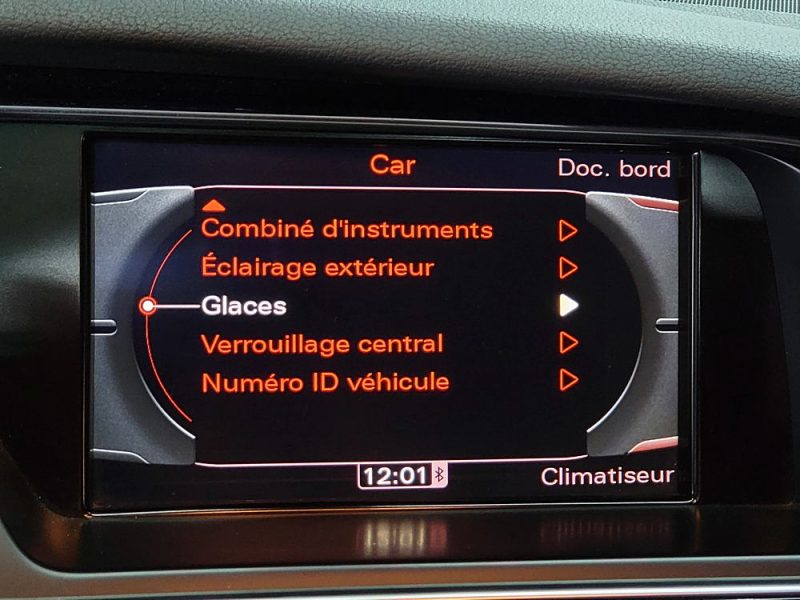 Car
Doc. bord
Combiné d'instruments
Éclairage extérieur
Glaces
Verrouillage central
Numéro ID véhicule
12:01
Climatiseur